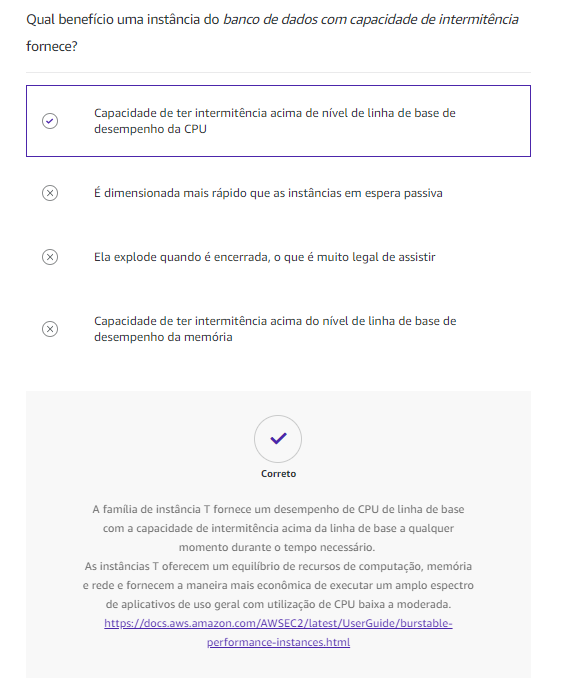 Qual benefício uma instância do banco de dados com capacidade de intermitência
fornece?
Capacidade de ter intermitência acima de nível de linha de base de
desempenho da CPU
É dimensionada mais rápido que as instâncias em espera passiva
Ela explode quando é encerrada, o que é muito legal de assistir
Capacidade de ter intermitência acima do nível de linha de base de
desempenho da memória
Correto
A família de instância T fornece um desempenho de CPU de linha de base
com a capacidade de intermitência acima da linha de base a qualquer
momento durante o tempo necessário.
As instâncias T oferecem um equilíbrio de recursos de computação, memória
e rede e fornecem a maneira mais econômica de executar um amplo espectro
de aplicativos de uso geral com utilização de CPU baixa a moderada.
https://docs.aws.amazon.com/AWSEC2/latest/UserGuide/burstable-
performance-instances.html